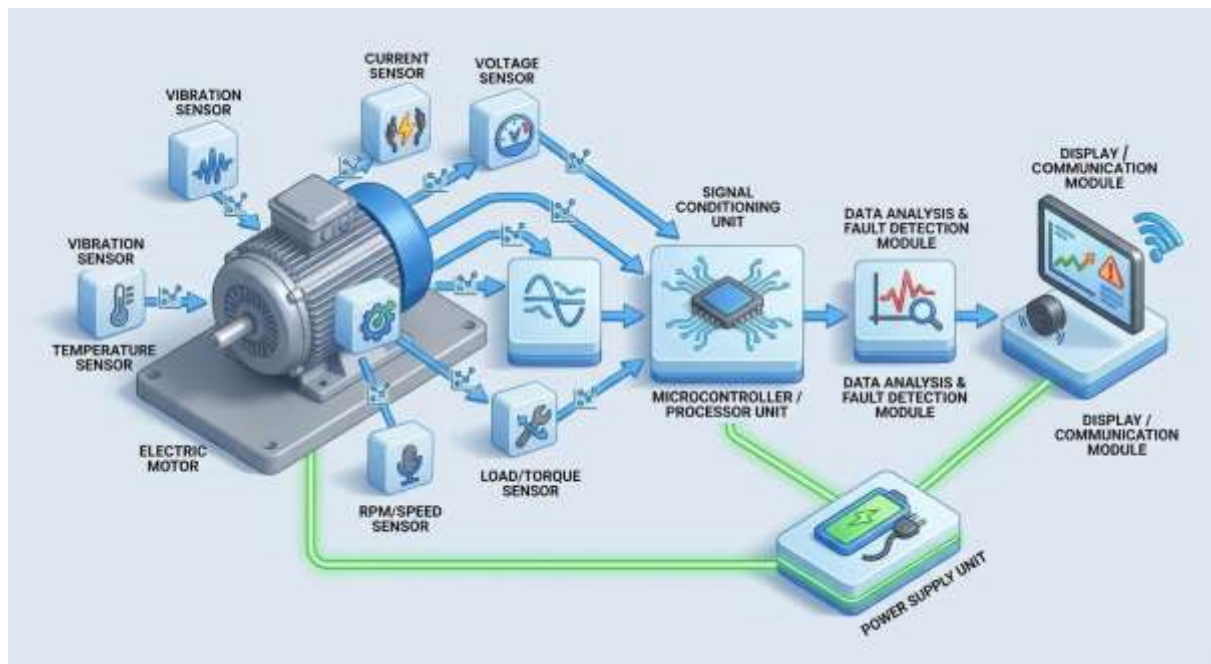 CURRENT
SENSOR
VOLTAGE
SENSOR
VIBRATION
SENSOR
DISPLAY /
COMMUNICATION
MODULE
SIGNAL
CONDITIONING
UNIT
DATA ANALYSIS &
FAULT DETECTION
MODULE
VIBRATION
SENSOR
TEMPERATURE
SENSOR
MICROCONTROLLER /
PROCESSOR UNIT
DATA ANALYSIS &
FAULT DETECTION
MODULE
DISPLAY /
COMMUNICATION
MODULE
ELECTRIC
MOTOR
LOAD/TORQUE
SENSOR
RPM/SPEED
SENSOR
POWER SUPPLY UNIT